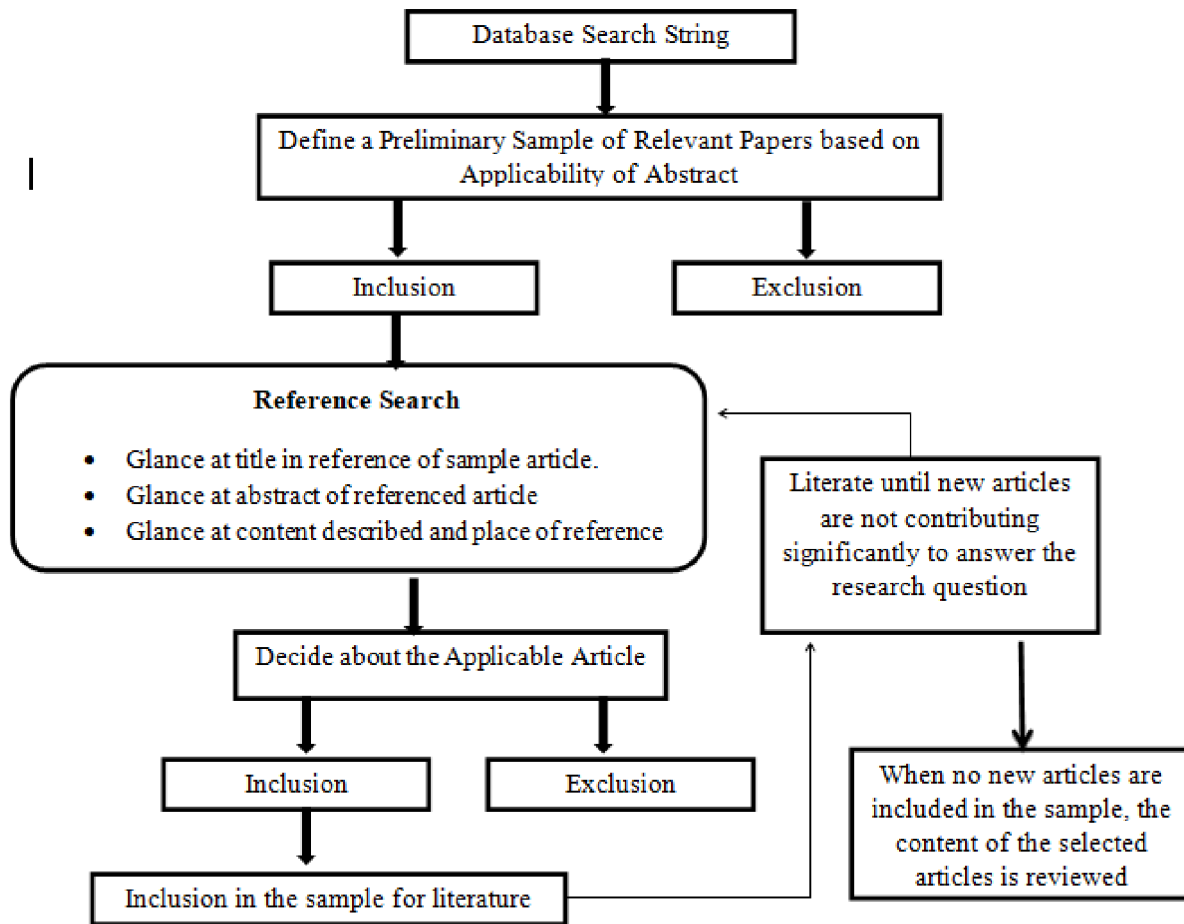 Database Search String
Define a Preliminary Sample of Relevant Papers based on
Applicability of Abstract
Inclusion
Exclusion
Reference Search
• Glance at title in reference of sample article.
• Glance at abstract of referenced article
• Glance at content described and place of reference
Literate until new articles
are not contributing
significantly to answer the
research question
Decide about the Applicable Article
Inclusion
Exclusion
Inclusion in the sample for literature
When no new articles are
included in the sample, the
content of the selected
articles is reviewed